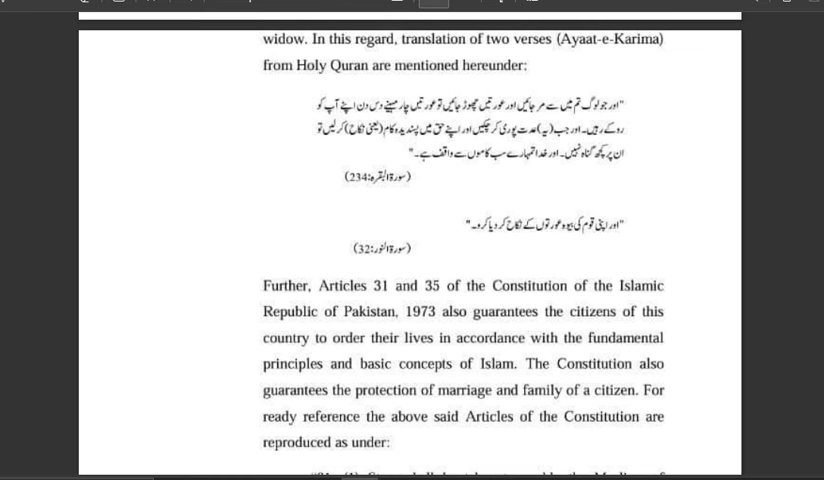 widow. In this regard, translation of two verses (Ayaat-e-Karima)
from Holy Quran are mentioned hereunder:
"اور جو لوگ تم میں سے مر جائیں اور عورتیں چھوڑ جائیں تو عورتیں چار مہینے دس دن اپنے آپ کو
روکے رہیں۔ اور جب (یہ) عدت پوری کر چکیں اور اپنے حق میں پسندیدہ کام (یعنی نکاح) کر لیں تو
ان پر کچھ گناہ نہیں۔ اور خدا تمہارے سب کاموں سے واقف ہے۔"
(سورۃ البقرہ:234)
"اور اپنی قوم کی بیوہ عورتوں کے نکاح کر دیا کرو۔"
(سورۃ النور:32)
Further, Articles 31 and 35 of the Constitution of the Islamic
Republic of Pakistan, 1973 also guarantees the citizens of this
country to order their lives in accordance with the fundamental
principles and basic concepts of Islam. The Constitution also
guarantees the protection of marriage and family of a citizen. For
ready reference the above said Articles of the Constitution are
reproduced as under: